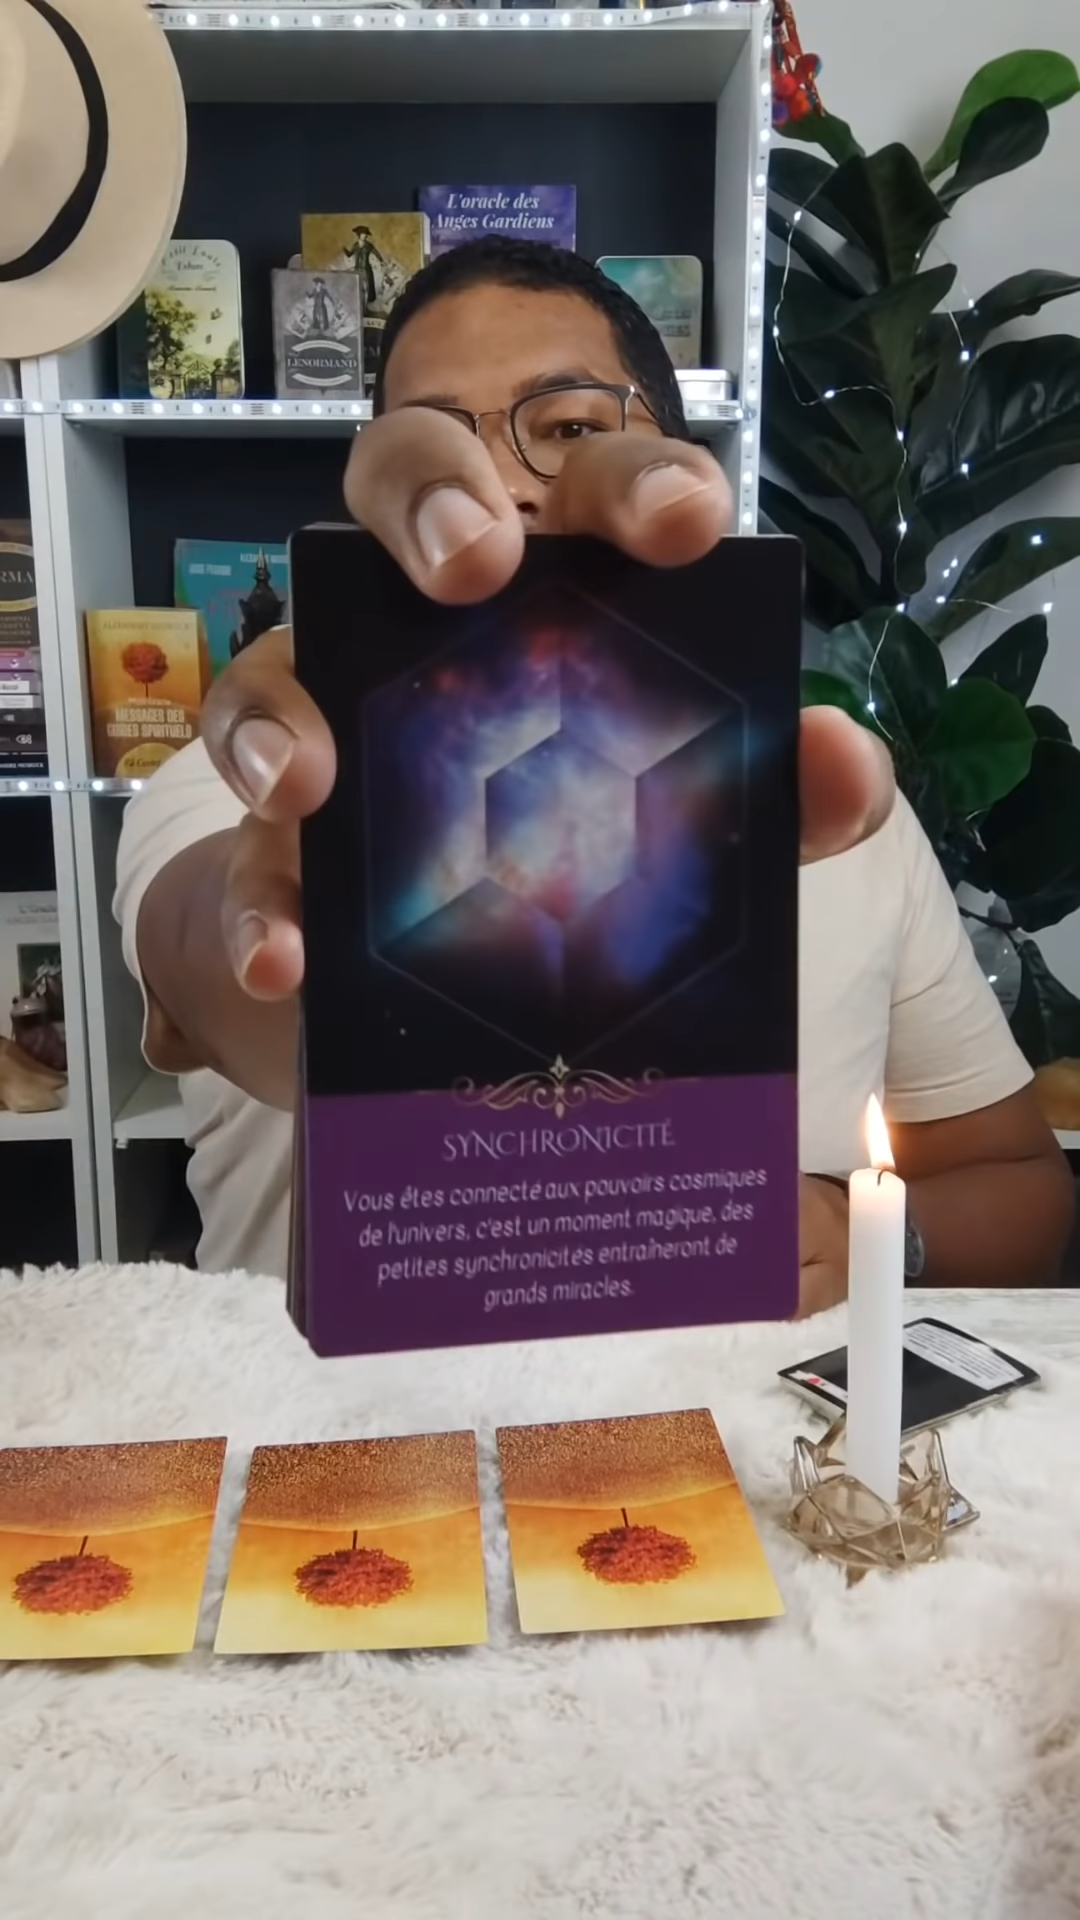 L'oracle des
Anges Gardiens
LENORMAND
MESSAGES DES
GUIDES SPIRITUELS
SYNCHRONICITÉ
Vous êtes connecté aux pouvoirs cosmiques
de l'univers, c'est un moment magique, des
petites synchronicités entraîneront de
grands miracles.